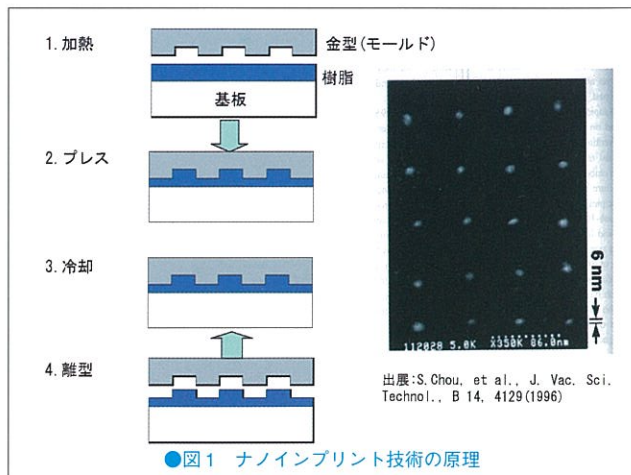 1. 加熱
金型(モールド)
樹脂
基板
2. プレス
3. 冷却
4. 離型
6 nm
112028 5.0K X350K 86.0nm
出展:S.Chou, et al., J. Vac. Sci.
Technol., B 14, 4129(1996)
●図1 ナノインプリント技術の原理